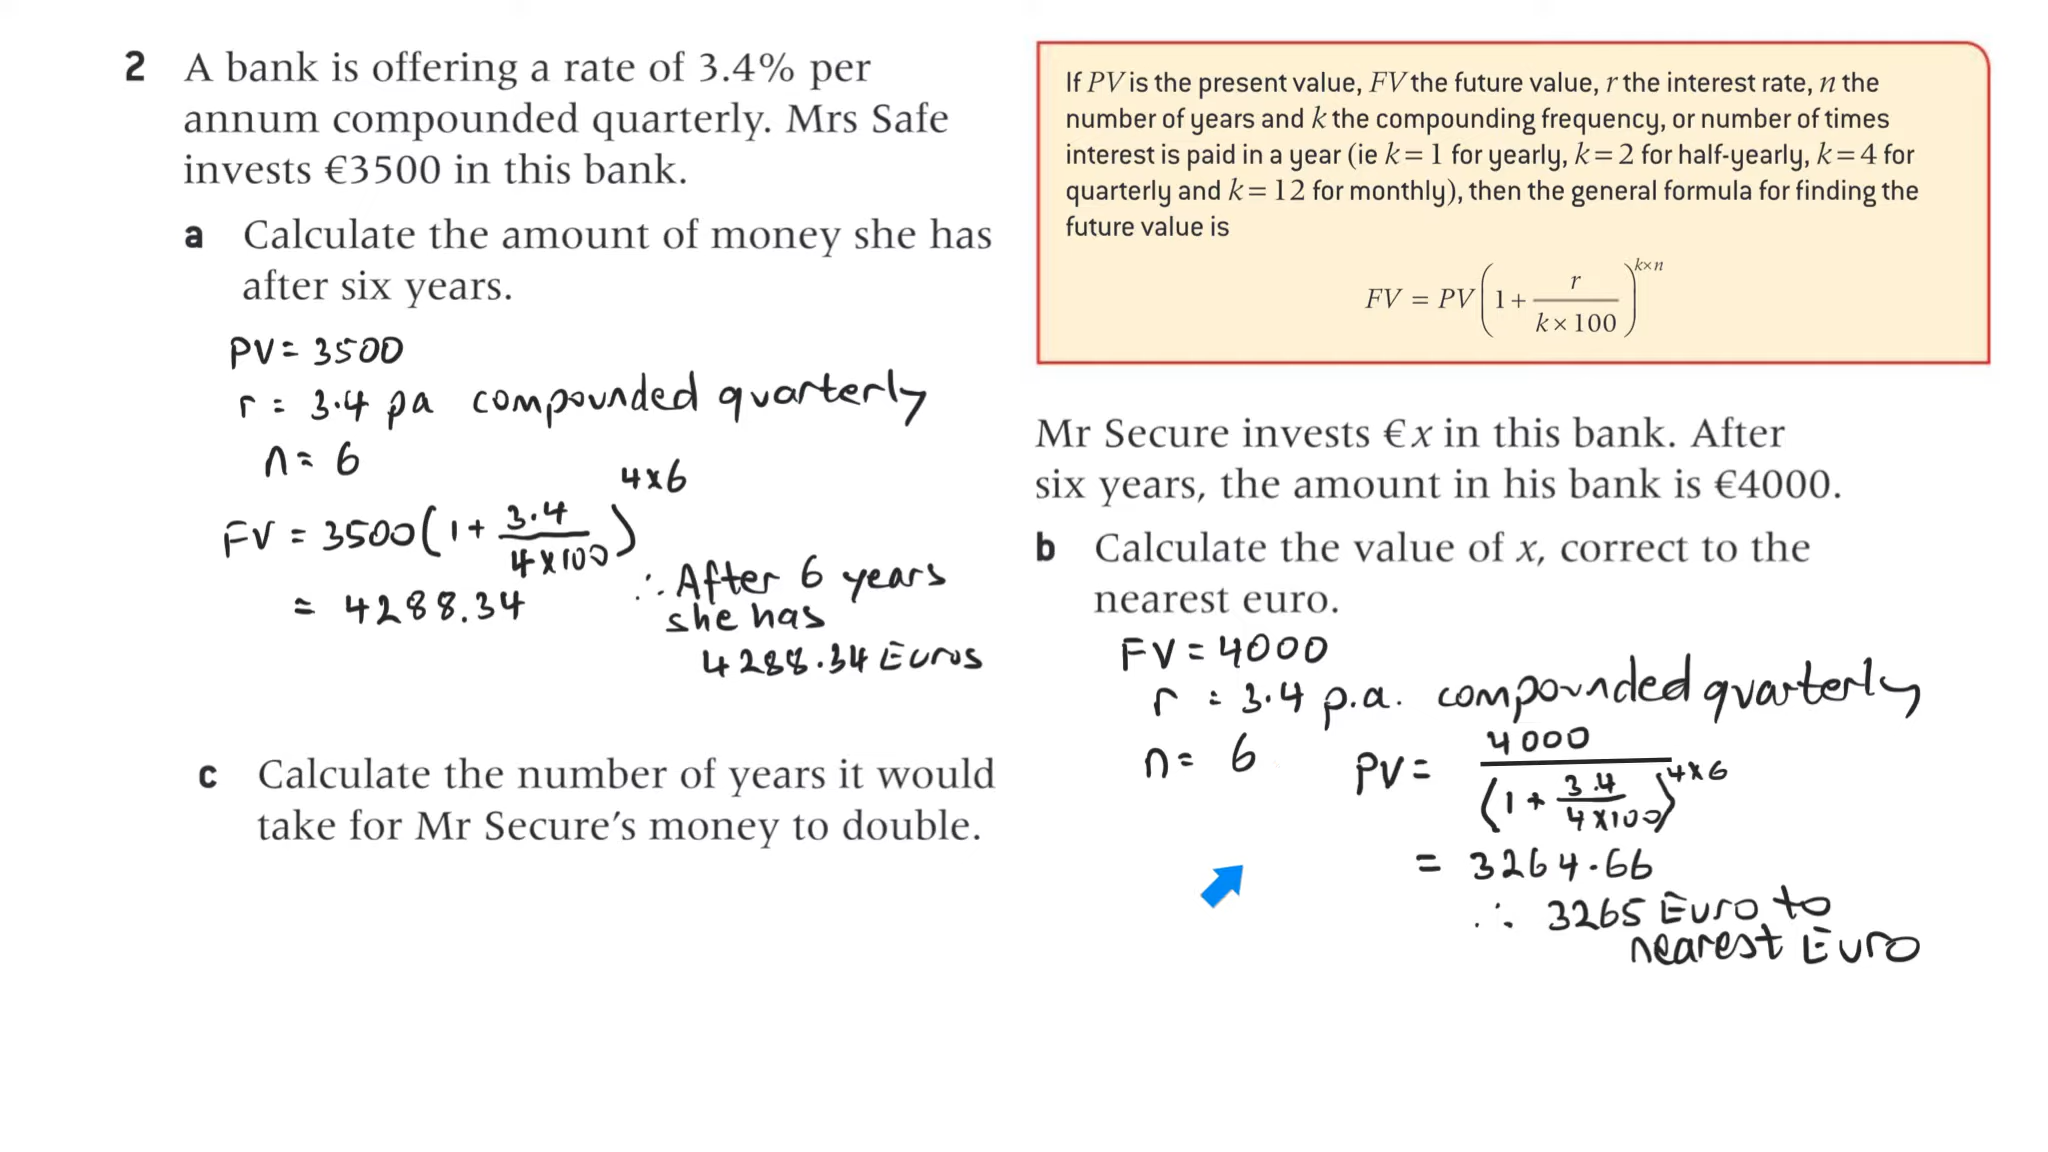 2 A bank is offering a rate of 3.4% per
annum compounded quarterly. Mrs Safe
invests €3500 in this bank.
a Calculate the amount of money she has
after six years.
PV = 3500
r = 3.4 pa compounded quarterly
n = 6
FV = 3500(1 + 3.4/(4×100))^(4×6)
= 4288.34
∴ After 6 years
she has
4288.34 Euros
c Calculate the number of years it would
take for Mr Secure's money to double.
If PV is the present value, FV the future value, r the interest rate, n the
number of years and k the compounding frequency, or number of times
interest is paid in a year (ie k = 1 for yearly, k = 2 for half-yearly, k = 4 for
quarterly and k = 12 for monthly), then the general formula for finding the
future value is
FV = PV(1 + r/(k × 100))^(k×n)
Mr Secure invests €x in this bank. After
six years, the amount in his bank is €4000.
b Calculate the value of x, correct to the
nearest euro.
FV = 4000
r = 3.4 p.a. compounded quarterly
n = 6
PV = 4000/(1 + 3.4/(4×100))^(4×6)
= 3264.66
∴ 3265 Euro to
nearest Euro